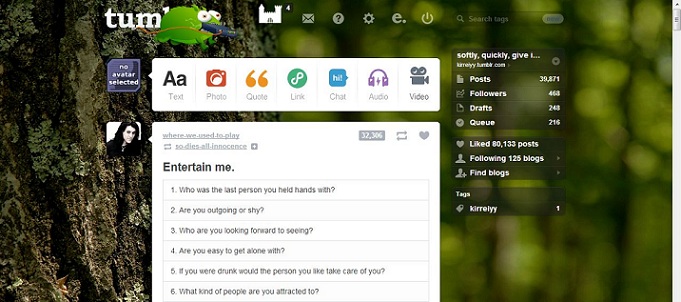 tum
4
Search tags
new
no
avatar
selected
Aa
Text
Photo
Quote
Link
hi!
Chat
Audio
Video
softly, quickly, give i...
kirrelyy.tumblr.com
Posts 39,871
Followers 468
Drafts 248
Queue 216
Liked 80,133 posts
Following 125 blogs
Find blogs
Tags
kirrelyy 1
where-we-used-to-play
32,306
so-dies-all-innocence
Entertain me.
1. Who was the last person you held hands with?
2. Are you outgoing or shy?
3. Who are you looking forward to seeing?
4. Are you easy to get alone with?
5. If you were drunk would the person you like take care of you?
6. What kind of people are you attracted to?